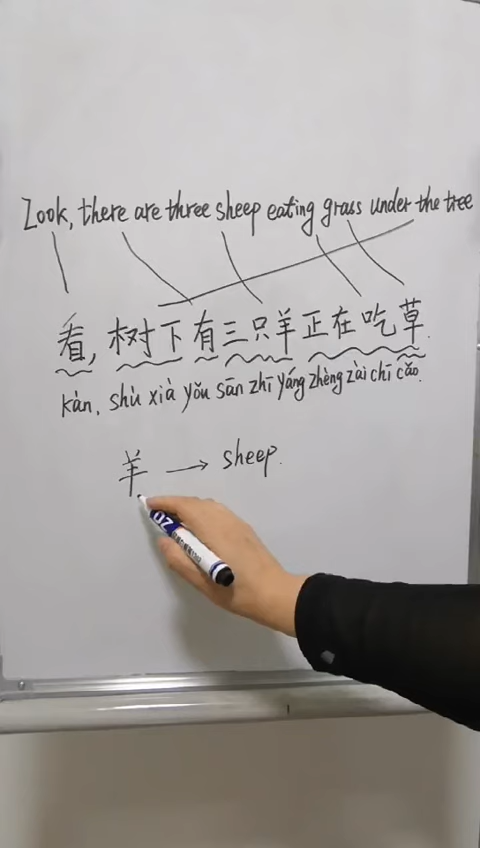 Look, there are three sheep eating grass under the tree
看, 树下有三只羊正在吃草.
kàn, shù xià yǒu sān zhī yáng zhèng zài chī cǎo.
羊 → sheep.